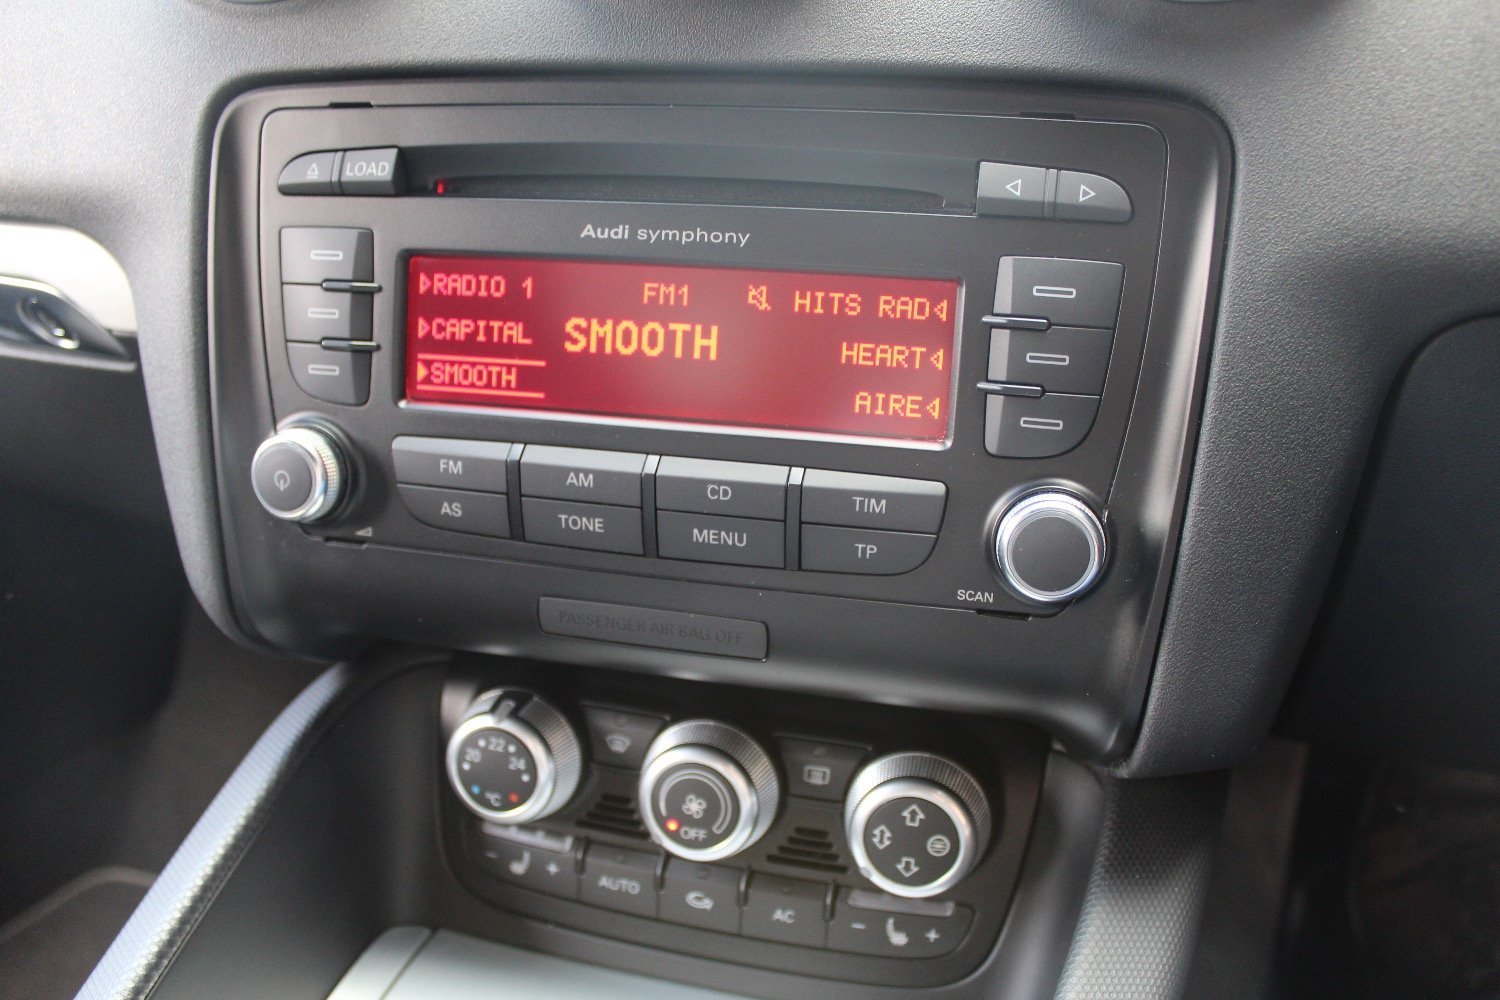 LOAD
Audi symphony
RADIO 1
FM1
HITS RAD
CAPITAL
SMOOTH
HEART
SMOOTH
AIRE
FM
AM
CD
TIM
AS
TONE
MENU
TP
SCAN
PASSENGER AIR BAG OFF
20 22 24
°C
OFF
- +
AUTO
AC
- +